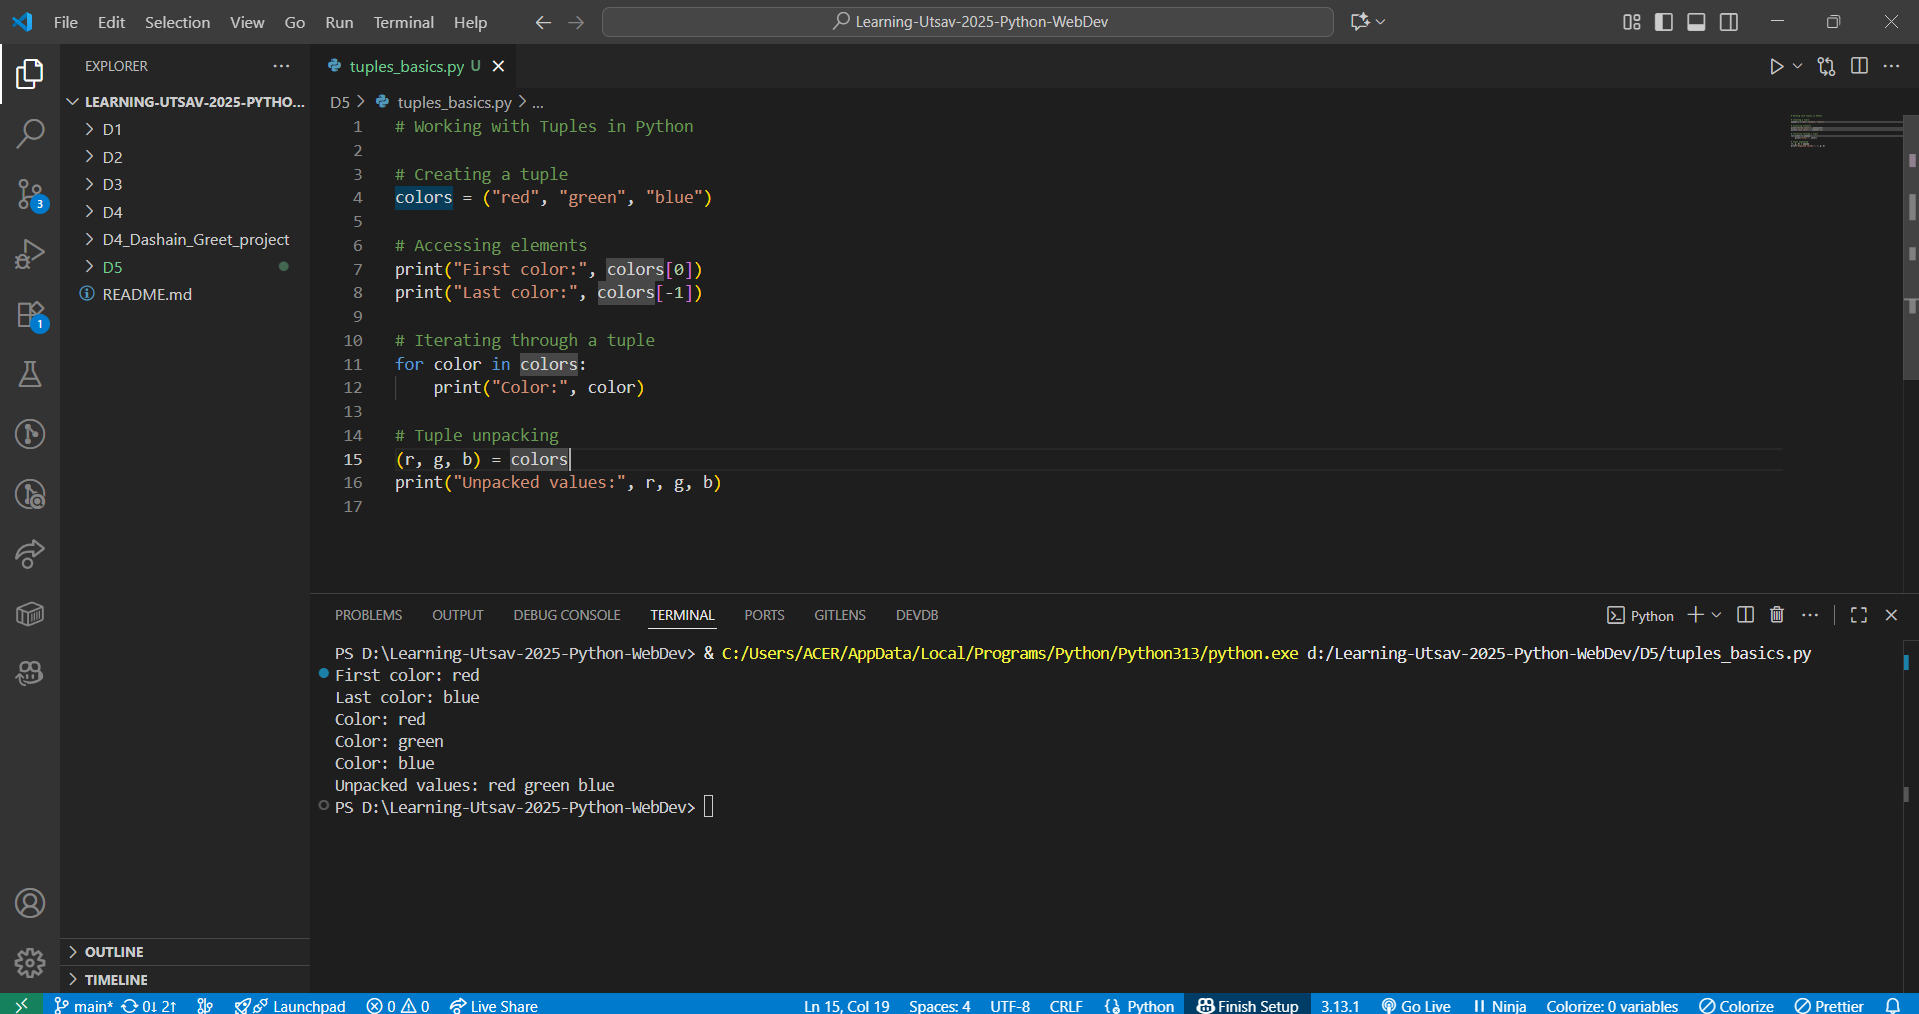 File Edit Selection View Go Run Terminal Help
Learning-Utsav-2025-Python-WebDev
EXPLORER
LEARNING-UTSAV-2025-PYTHO...
D1
D2
D3
3
D4
D4_Dashain_Greet_project
D5
README.md
1
tuples_basics.py U
D5 > tuples_basics.py > ...
1 # Working with Tuples in Python
2
3 # Creating a tuple
4 colors = ("red", "green", "blue")
5
6 # Accessing elements
7 print("First color:", colors[0])
8 print("Last color:", colors[-1])
9
10 # Iterating through a tuple
11 for color in colors:
12     print("Color:", color)
13
14 # Tuple unpacking
15 (r, g, b) = colors
16 print("Unpacked values:", r, g, b)
17
PROBLEMS OUTPUT DEBUG CONSOLE TERMINAL PORTS GITLENS DEVDB
Python
PS D:\Learning-Utsav-2025-Python-WebDev> & C:/Users/ACER/AppData/Local/Programs/Python/Python313/python.exe d:/Learning-Utsav-2025-Python-WebDev/D5/tuples_basics.py
First color: red
Last color: blue
Color: red
Color: green
Color: blue
Unpacked values: red green blue
PS D:\Learning-Utsav-2025-Python-WebDev>
OUTLINE
TIMELINE
main* 0↓ 2↑ Launchpad 0 0 Live Share Ln 15, Col 19 Spaces: 4 UTF-8 CRLF {} Python Finish Setup 3.13.1 Go Live Ninja Colorize: 0 variables Colorize Prettier